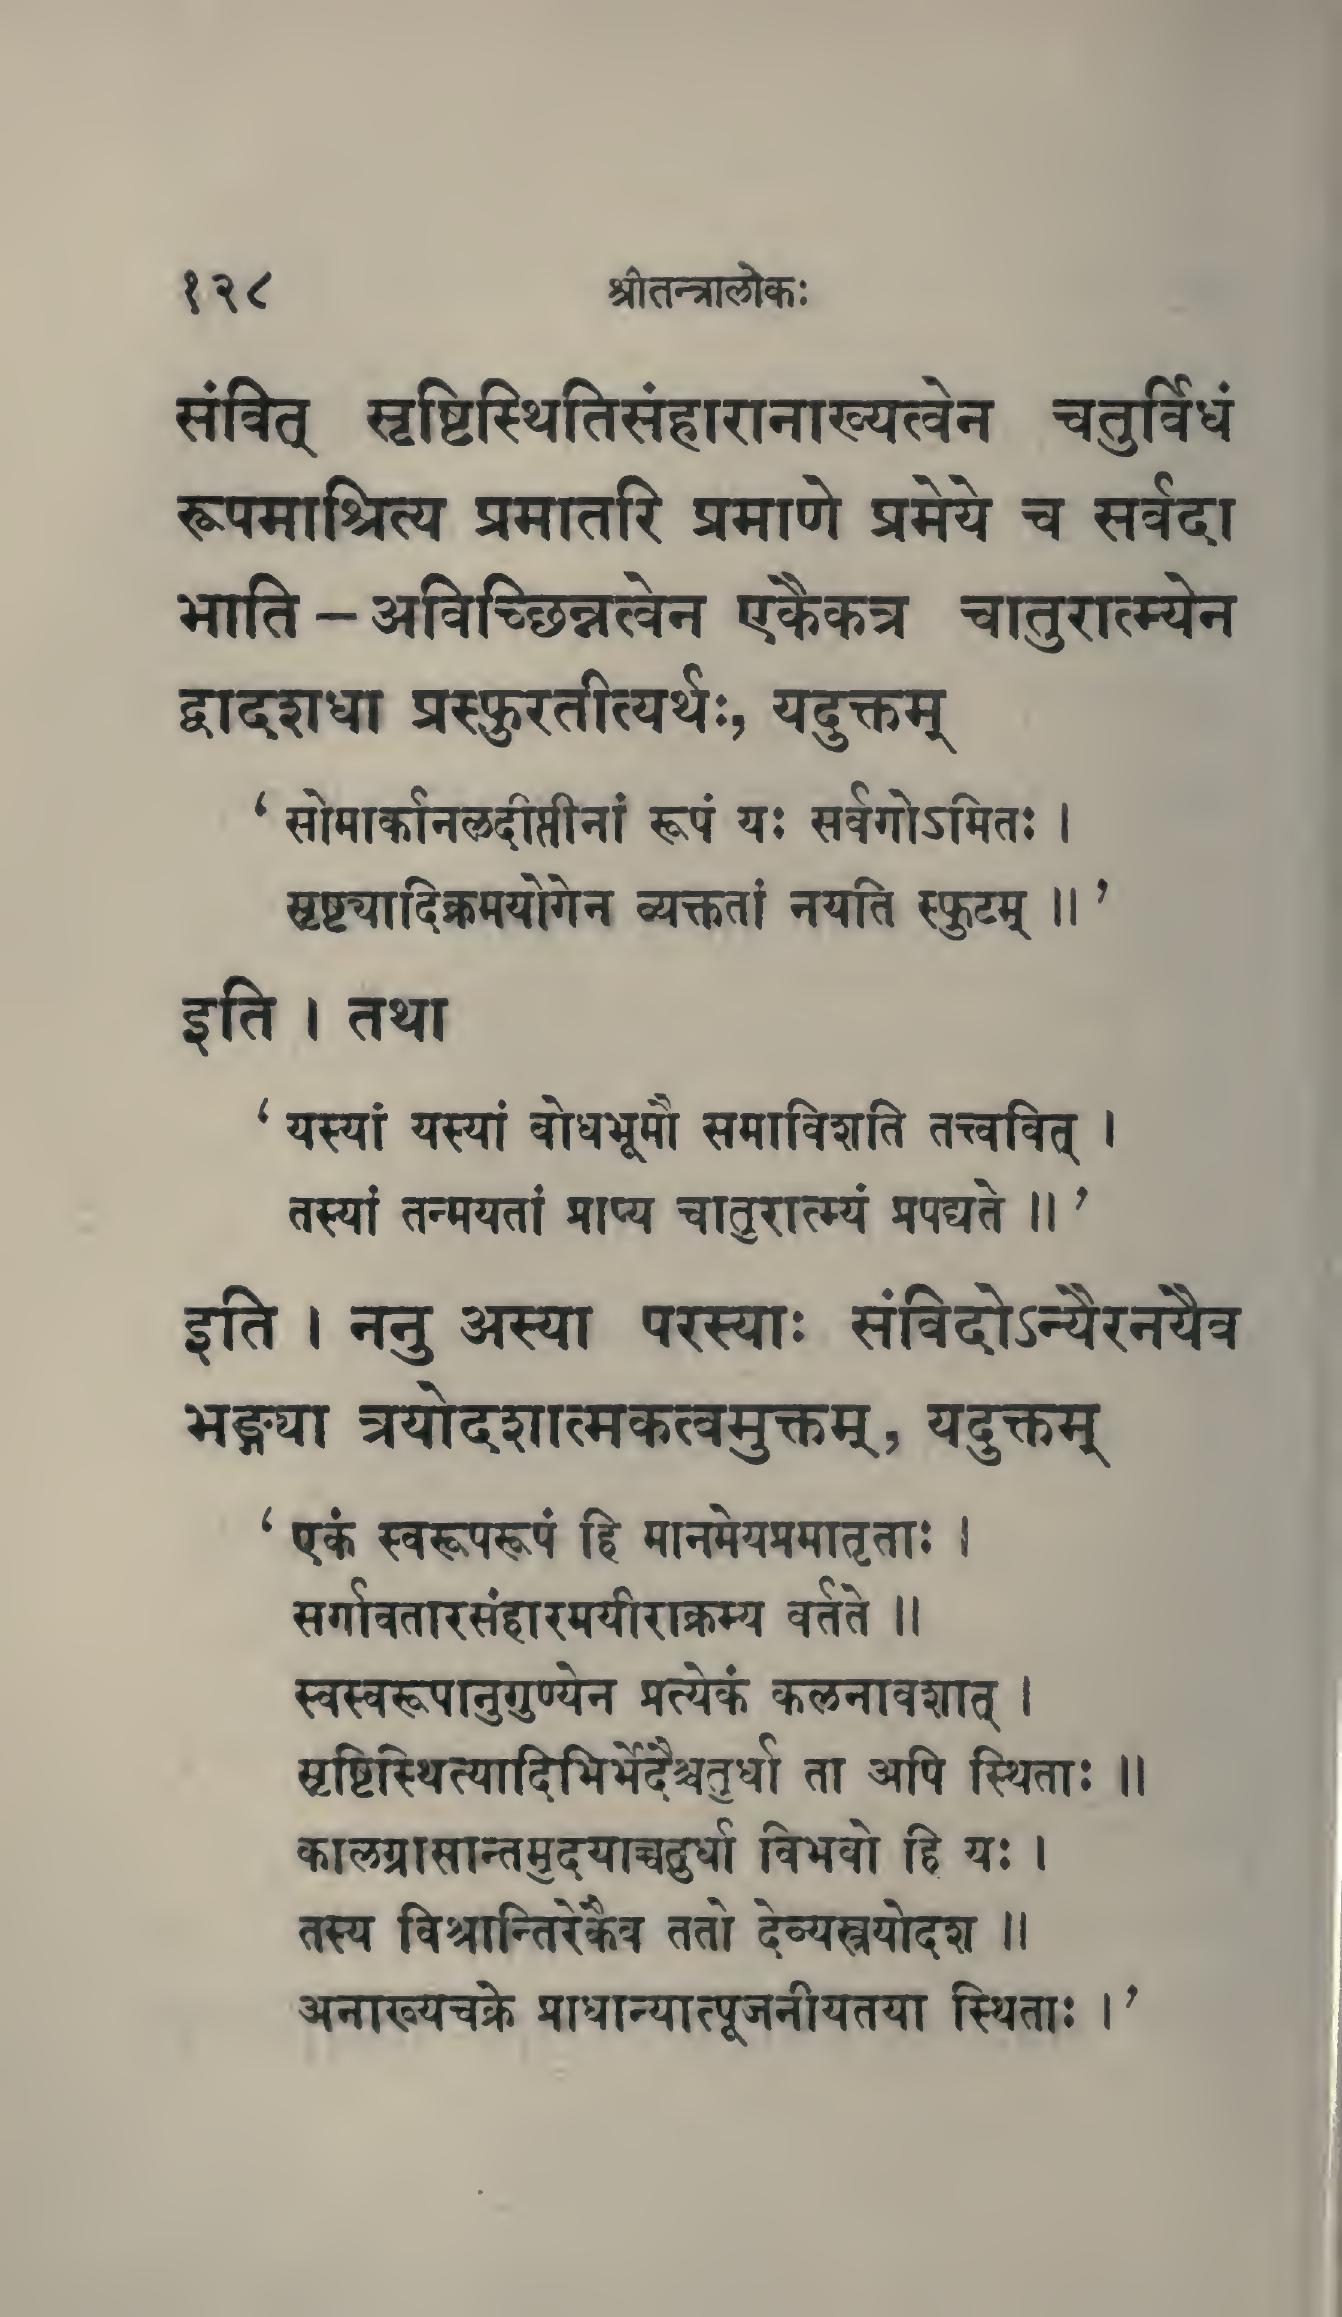 १२८ श्रीतन्त्रालोकः
संवित् सृष्टिस्थितिसंहारानाख्यत्वेन चतुर्विधं
रूपमाश्रित्य प्रमातरि प्रमाणे प्रमेये च सर्वदा
भाति – अविच्छिन्नत्वेन एकैकत्र चातुरात्म्येन
द्वादशधा प्रस्फुरतीत्यर्थः, यदुक्तम्
‘ सोमार्कानलदीप्तीनां रूपं यः सर्वगोऽमितः ।
सृष्ट्यादिक्रमयोगेन व्यक्ततां नयति स्फुटम् ॥ ’
इति । तथा
‘ यस्यां यस्यां बोधभूमौ समाविशति तत्त्ववित् ।
तस्यां तन्मयतां प्राप्य चातुरात्म्यं प्रपद्यते ॥ ’
इति । ननु अस्या परस्याः संविदोऽन्यैरनयैव
भङ्ग्या त्रयोदशात्मकत्वमुक्तम्, यदुक्तम्
‘ एकं स्वरूपरूपं हि मानमेयप्रमातृताः ।
सर्गावतारसंहारमयीराक्रम्य वर्तते ॥
स्वस्वरूपानुगुण्येन प्रत्येकं कलनावशात् ।
सृष्टिस्थित्यादिभिर्भेदैश्चतुर्धा ता अपि स्थिताः ॥
कालग्रासान्तमुदयाच्चतुर्धा विभवो हि यः ।
तस्य विश्रान्तिरेकैव ततो देव्यस्त्रयोदश ॥
अनाख्यचक्रे प्राधान्यात्पूजनीयतया स्थिताः ।’